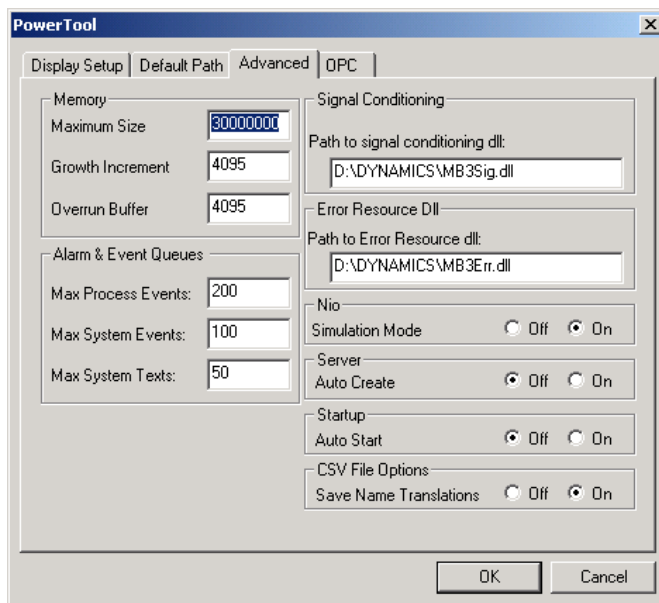 PowerTool
Display Setup Default Path Advanced OPC
Memory
Maximum Size 30000000
Growth Increment 4095
Overrun Buffer 4095
Alarm & Event Queues
Max Process Events: 200
Max System Events: 100
Max System Texts: 50
Signal Conditioning
Path to signal conditioning dll:
D:\DYNAMICS\MB3Sig.dll
Error Resource Dll
Path to Error Resource dll:
D:\DYNAMICS\MB3Err.dll
Nio
Simulation Mode Off On
Server
Auto Create Off On
Startup
Auto Start Off On
CSV File Options
Save Name Translations Off On
OK Cancel